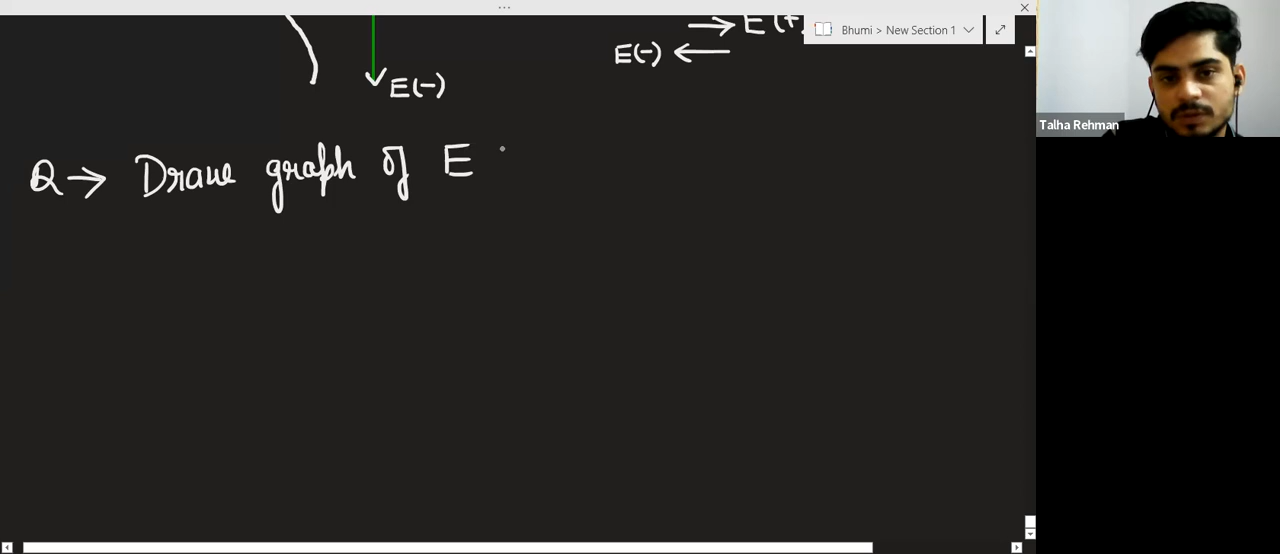 E(+
Bhumi > New Section 1
E(-)
E(-)
Talha Rehman
Q → Draw graph of E